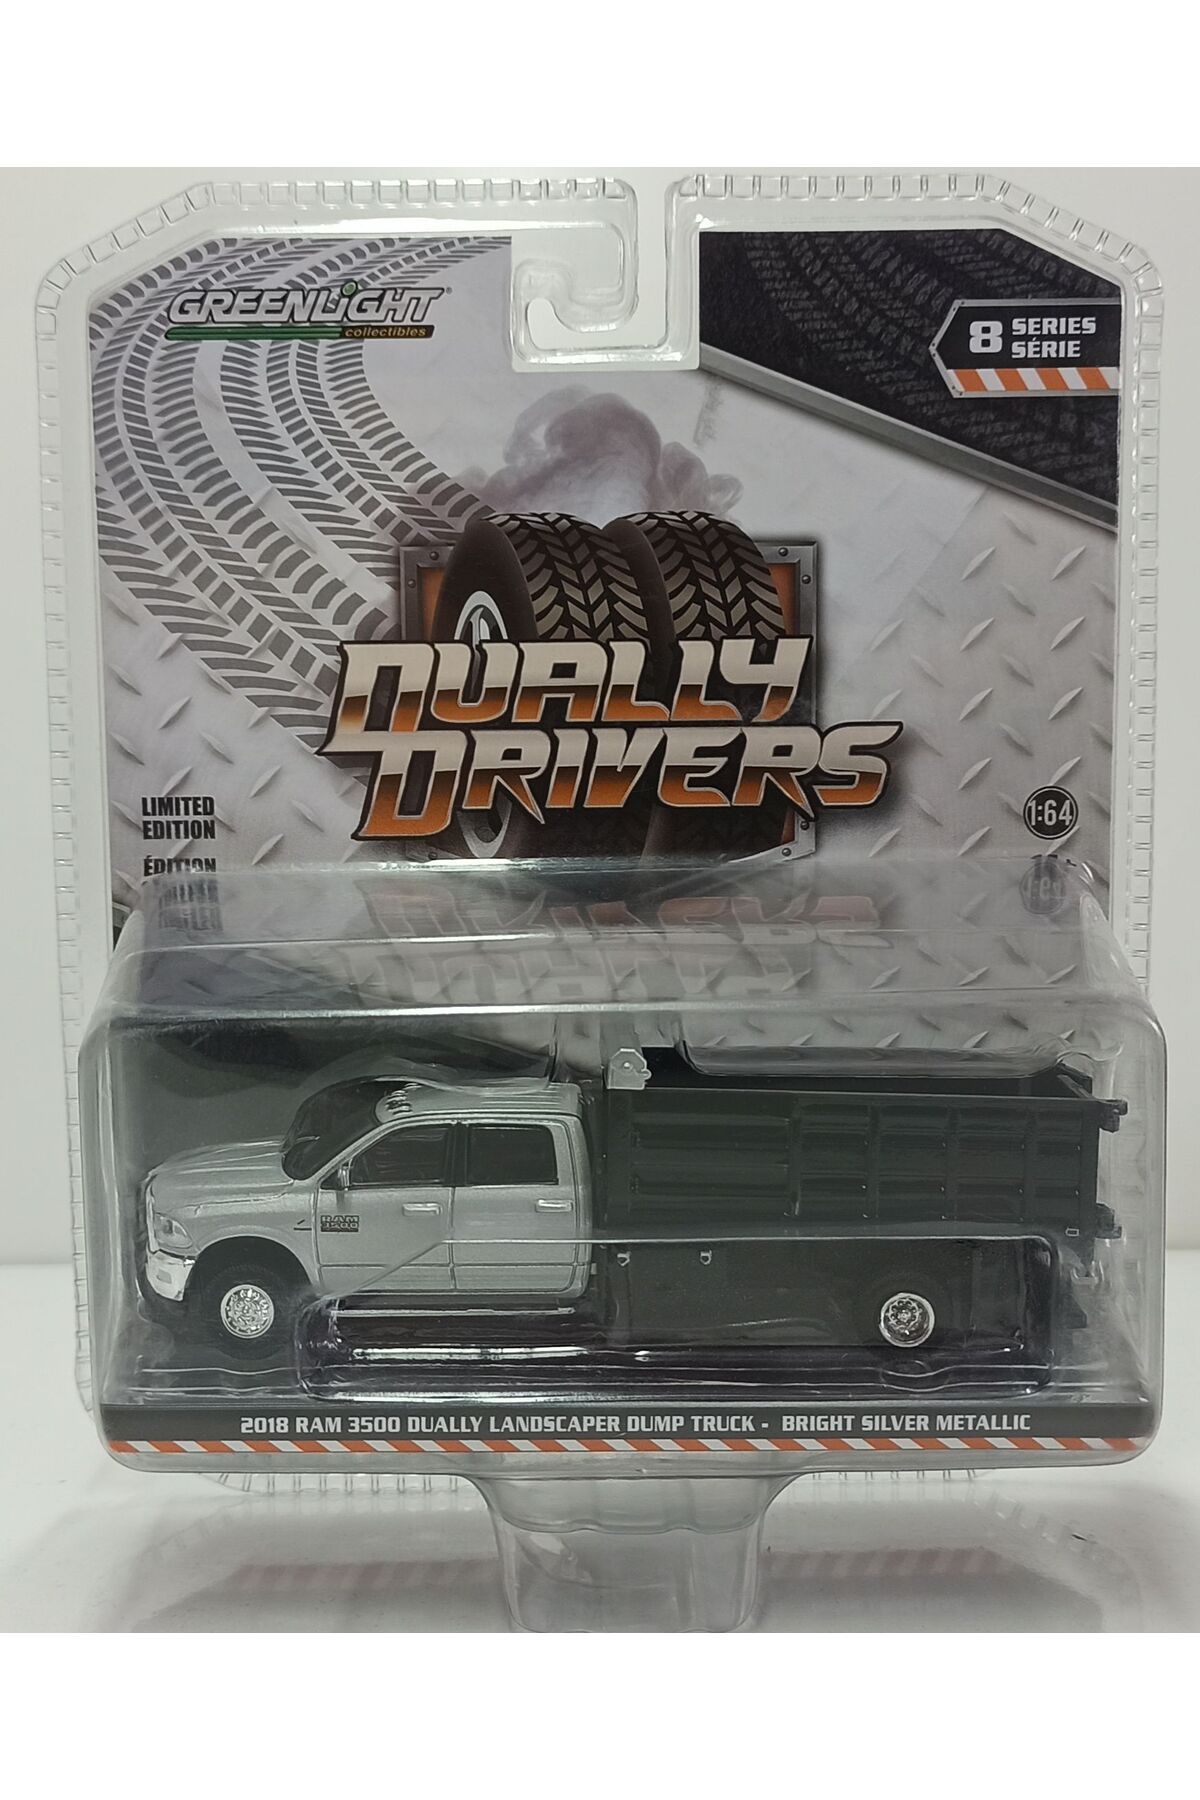 GREENLIGHT®
collectibles
8 SERIES
SÉRIE
DUALLY
DRIVERS
LIMITED
EDITION
ÉDITION
1:64
RAM
3500
2018 RAM 3500 DUALLY LANDSCAPER DUMP TRUCK - BRIGHT SILVER METALLIC